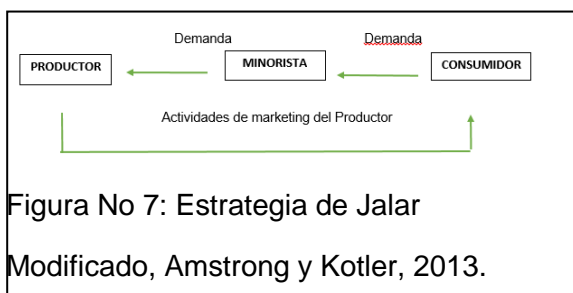 Demanda
Demanda
PRODUCTOR
MINORISTA
CONSUMIDOR
Actividades de marketing del Productor
Figura No 7: Estrategia de Jalar
Modificado, Amstrong y Kotler, 2013.